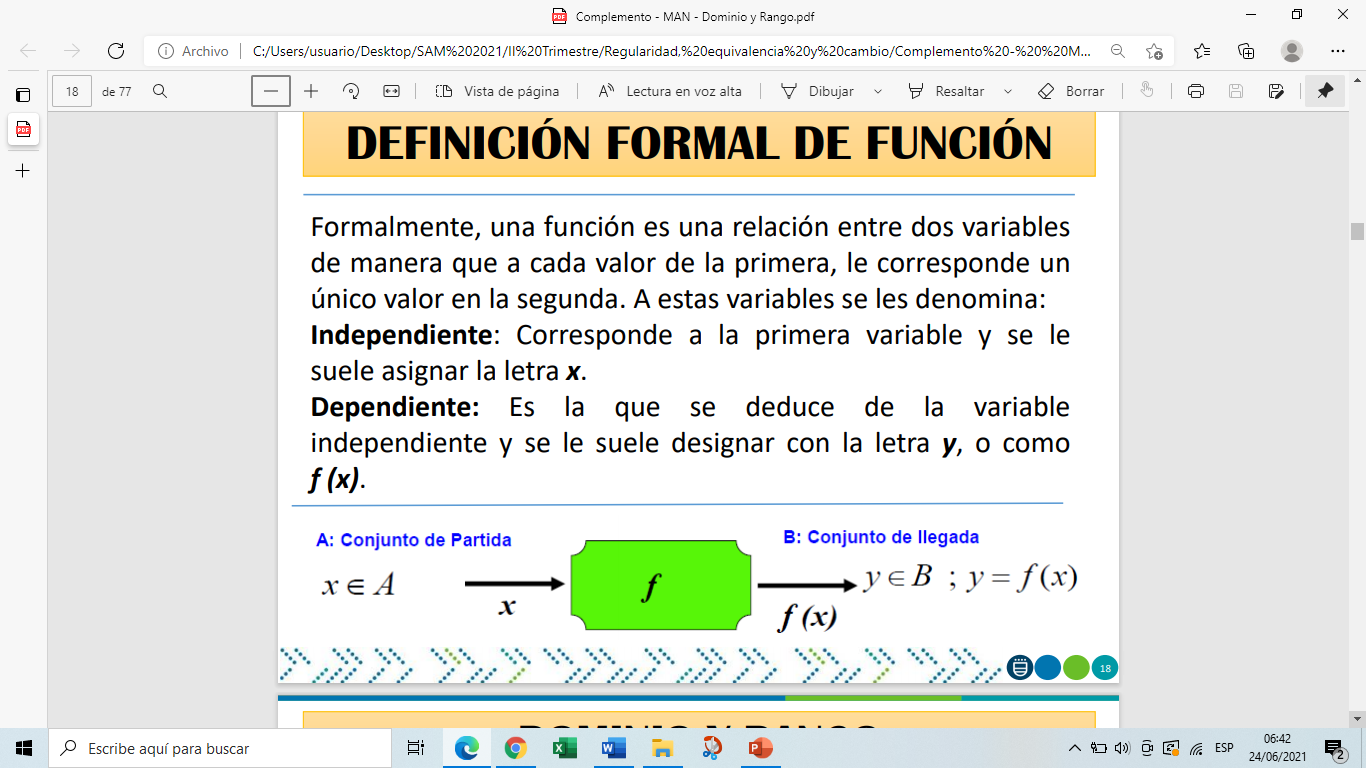 Complemento - MAN - Dominio y Rango.pdf
Archivo
C:/Users/usuario/Desktop/SAM%202021/II%20Trimestre/Regularidad,%20equivalencia%20y%20cambio/Complemento%20-%20%20M...
18 de 77
Vista de página
Lectura en voz alta
Dibujar
Resaltar
Borrar
DEFINICIÓN FORMAL DE FUNCIÓN
Formalmente, una función es una relación entre dos variables
de manera que a cada valor de la primera, le corresponde un
único valor en la segunda. A estas variables se les denomina:
Independiente: Corresponde a la primera variable y se le
suele asignar la letra x.
Dependiente: Es la que se deduce de la variable
independiente y se le suele designar con la letra y, o como
f (x).
A: Conjunto de Partida
B: Conjunto de llegada
x ∈ A
x
f
f (x)
y ∈ B ; y = f(x)
18
DOMINIO Y RANGO
Escribe aquí para buscar
ESP
06:42
24/06/2021
2